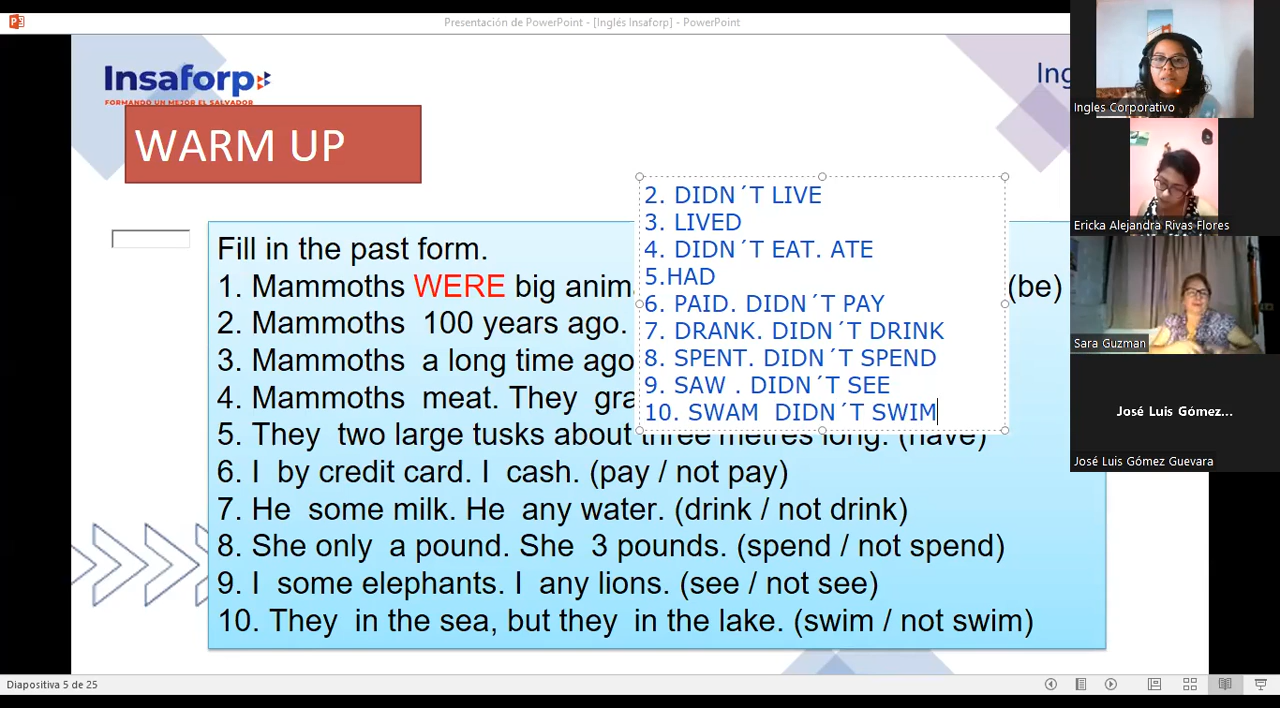 Presentación de PowerPoint - [Inglés Insaforp] - PowerPoint
Insaforp
FORMANDO UN MEJOR EL SALVADOR
Ing
WARM UP
Fill in the past form.
1. Mammoths WERE big anima (be)
2. Mammoths 100 years ago.
3. Mammoths a long time ago
4. Mammoths meat. They gra
5. They two large tusks about three metres long. (have)
6. I by credit card. I cash. (pay / not pay)
7. He some milk. He any water. (drink / not drink)
8. She only a pound. She 3 pounds. (spend / not spend)
9. I some elephants. I any lions. (see / not see)
10. They in the sea, but they in the lake. (swim / not swim)
2. DIDN´T LIVE
3. LIVED
4. DIDN´T EAT. ATE
5.HAD
6. PAID. DIDN´T PAY
7. DRANK. DIDN´T DRINK
8. SPENT. DIDN´T SPEND
9. SAW . DIDN´T SEE
10. SWAM DIDN´T SWIM
Ingles Corporativo
Ericka Alejandra Rivas Flores
Sara Guzman
José Luis Gómez...
José Luis Gómez Guevara
Diapositiva 5 de 25